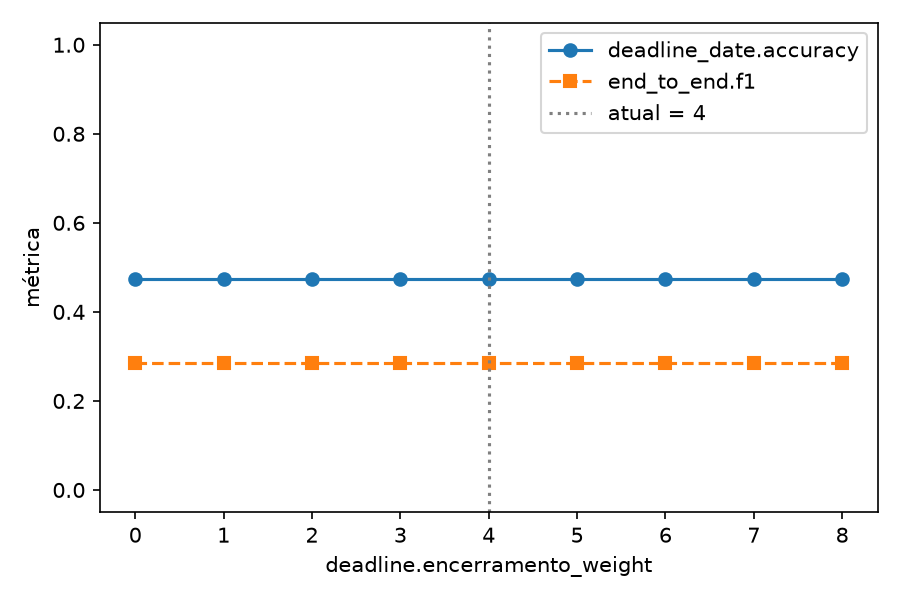 1.0
0.8
0.6
0.4
0.2
0.0
métrica
deadline_date.accuracy
end_to_end.f1
atual = 4
0 1 2 3 4 5 6 7 8
deadline.encerramento_weight